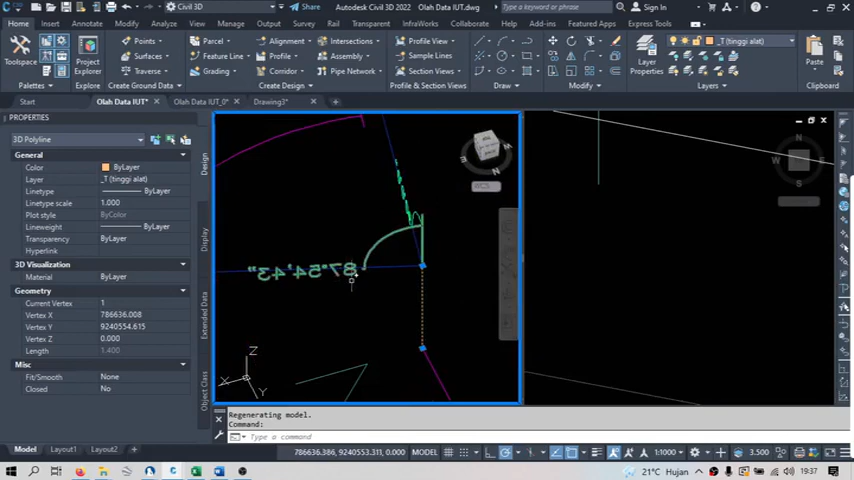 Civil 3D
Share
Autodesk Civil 3D 2022
Olah Data IUT.dwg
Type a keyword or phrase
Sign In
Home
Insert
Annotate
Modify
Analyze
View
Manage
Output
Survey
Rail
Transparent
InfraWorks
Collaborate
Help
Add-ins
Featured Apps
Express Tools
Toolspace
Project Explorer
Points
Surfaces
Traverse
Parcel
Feature Line
Grading
Alignment
Profile
Corridor
Intersections
Assembly
Pipe Network
Profile View
Sample Lines
Section Views
Layer Properties
_T (tinggi alat)
Palettes
Create Ground Data
Create Design
Profile & Section Views
Draw
Modify
Layers
Start
Olah Data IUT*
Olah Data IUT_0*
Drawing3*
PROPERTIES
3D Polyline
General
Color ByLayer
Layer _T (tinggi alat)
Linetype ByLayer
Linetype scale 1.000
Plot style ByColor
Lineweight ByLayer
Transparency ByLayer
Hyperlink
3D Visualization
Material ByLayer
Geometry
Current Vertex 1
Vertex X 786636.008
Vertex Y 9240554.615
Vertex Z 0.000
Length 1.400
Misc
Fit/Smooth None
Closed No
Design
Display
Extended Data
Object Class
87°54'43"
Z
X
Y
E
N
N
W
E
S
Regenerating model.
Command:
Type a command
Model
Layout1
Layout2
786636.386, 9240553.311, 0.000
MODEL
1:1000
3.500
21°C Hujan
19:37